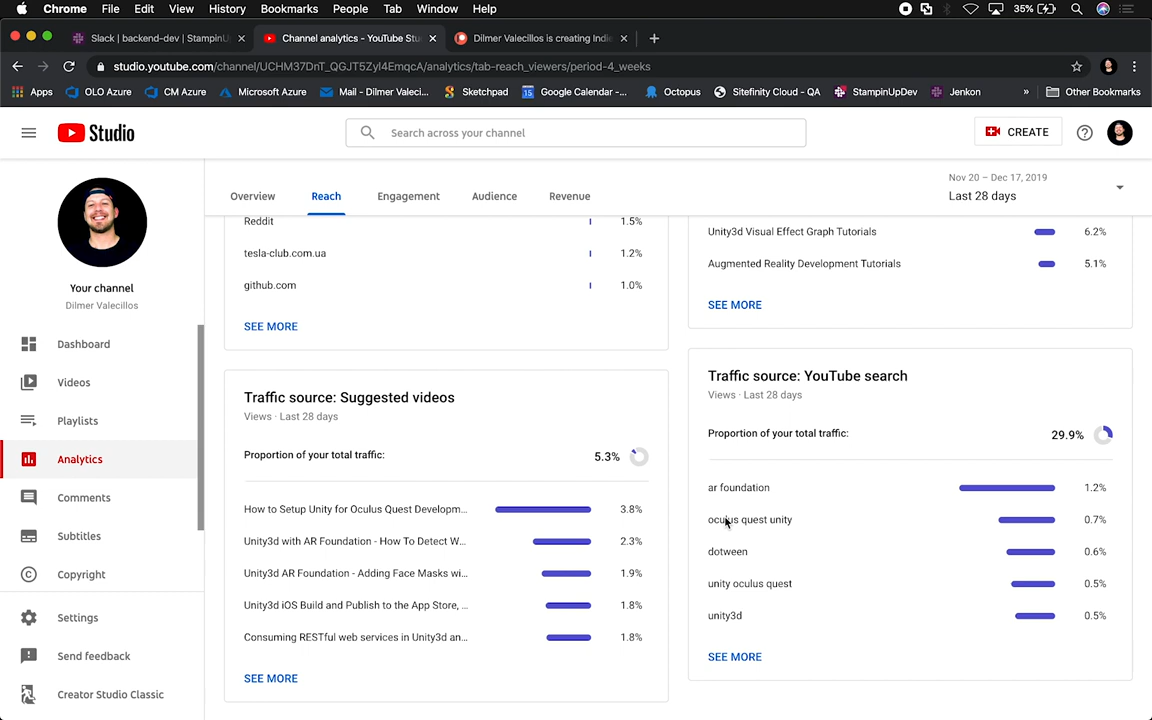 Chrome File Edit View History Bookmarks People Tab Window Help 35%
Slack | backend-dev | StampinU
Channel analytics - YouTube Stu
Dilmer Valecillos is creating Indie
studio.youtube.com/channel/UCHM37DnT_QGJT5Zyl4EmqcA/analytics/tab-reach_viewers/period-4_weeks
Apps OLO Azure CM Azure Microsoft Azure Mail - Dilmer Valeci... Sketchpad Google Calendar -... Octopus Sitefinity Cloud - QA StampinUpDev Jenkon » Other Bookmarks
Studio
Search across your channel
CREATE
Your channel
Dilmer Valecillos
Dashboard
Videos
Playlists
Analytics
Comments
Subtitles
Copyright
Settings
Send feedback
Creator Studio Classic
Overview Reach Engagement Audience Revenue
Nov 20 – Dec 17, 2019
Last 28 days
Reddit 1.5%
tesla-club.com.ua 1.2%
github.com 1.0%
SEE MORE
Unity3d Visual Effect Graph Tutorials 6.2%
Augmented Reality Development Tutorials 5.1%
SEE MORE
Traffic source: Suggested videos
Views · Last 28 days
Proportion of your total traffic: 5.3%
How to Setup Unity for Oculus Quest Developm... 3.8%
Unity3d with AR Foundation - How To Detect W... 2.3%
Unity3d AR Foundation - Adding Face Masks wi... 1.9%
Unity3d iOS Build and Publish to the App Store, ... 1.8%
Consuming RESTful web services in Unity3d an... 1.8%
SEE MORE
Traffic source: YouTube search
Views · Last 28 days
Proportion of your total traffic: 29.9%
ar foundation 1.2%
oculus quest unity 0.7%
dotween 0.6%
unity oculus quest 0.5%
unity3d 0.5%
SEE MORE